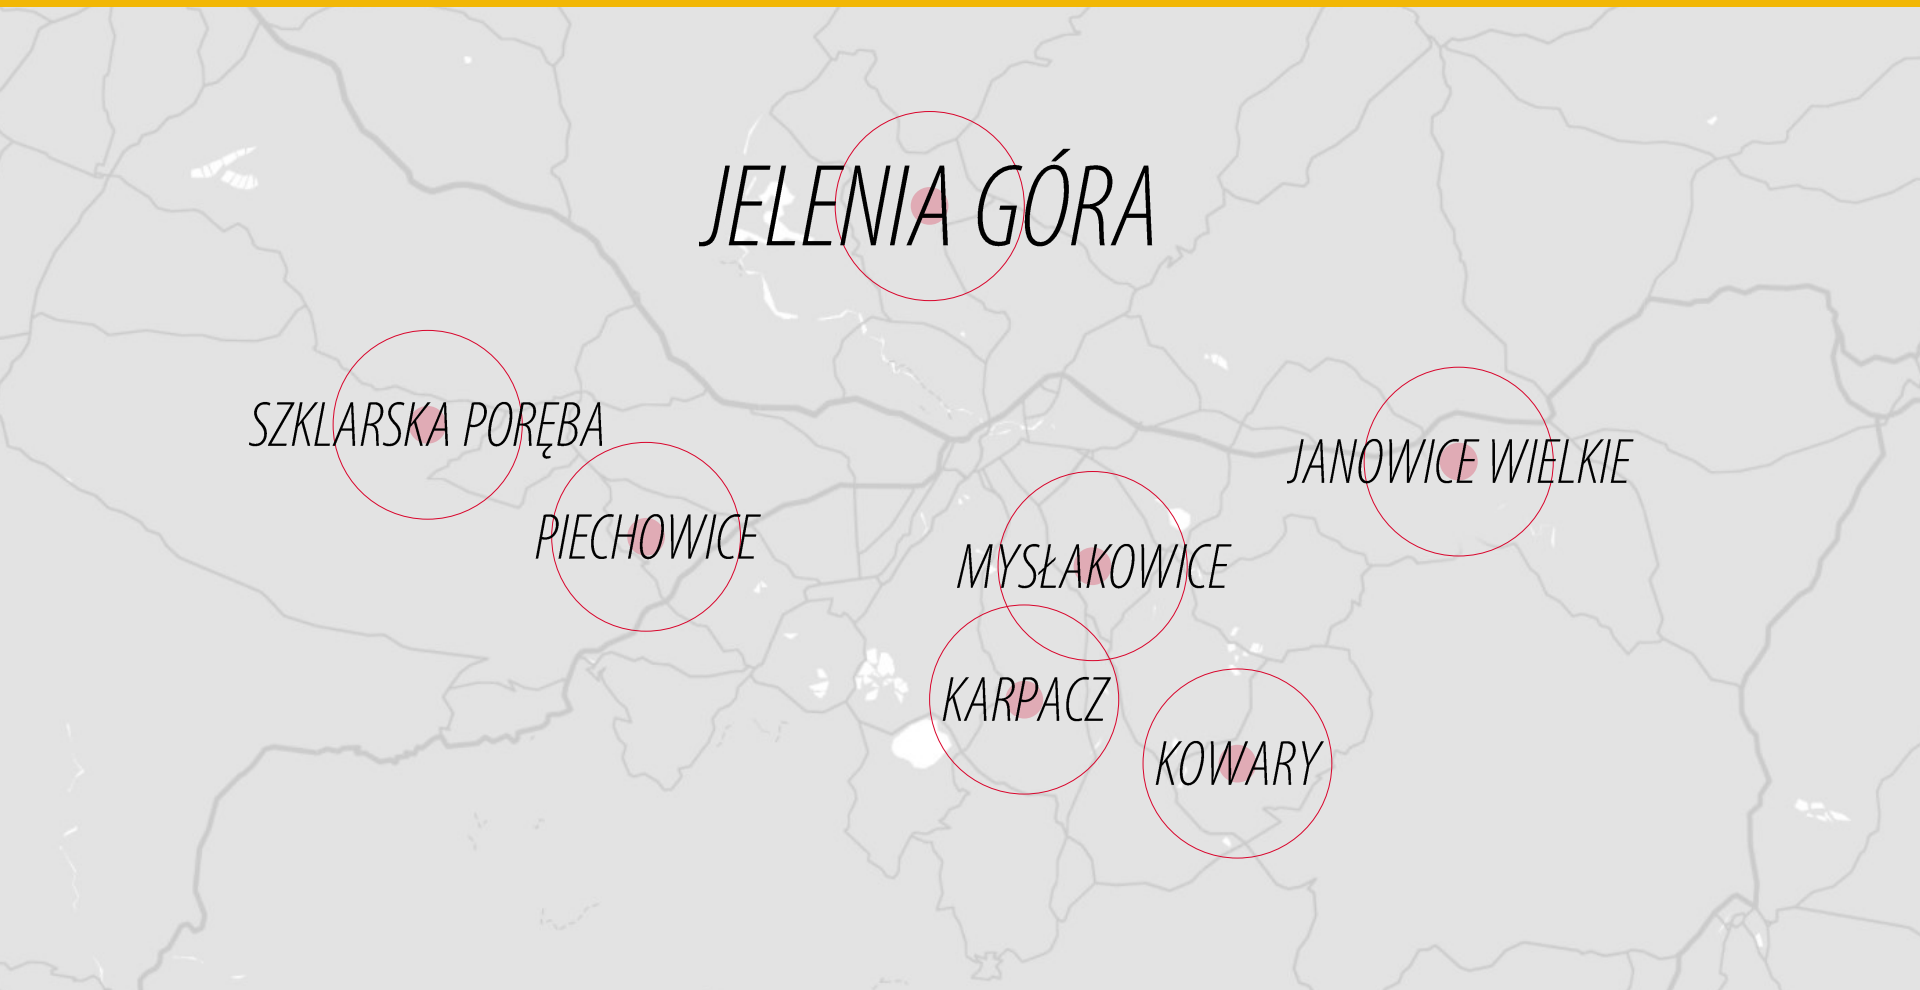 JELENIA GÓRA
SZKLARSKA PORĘBA
JANOWICE WIELKIE
PIECHOWICE
MYSŁAKOWICE
KARPACZ
KOWARY